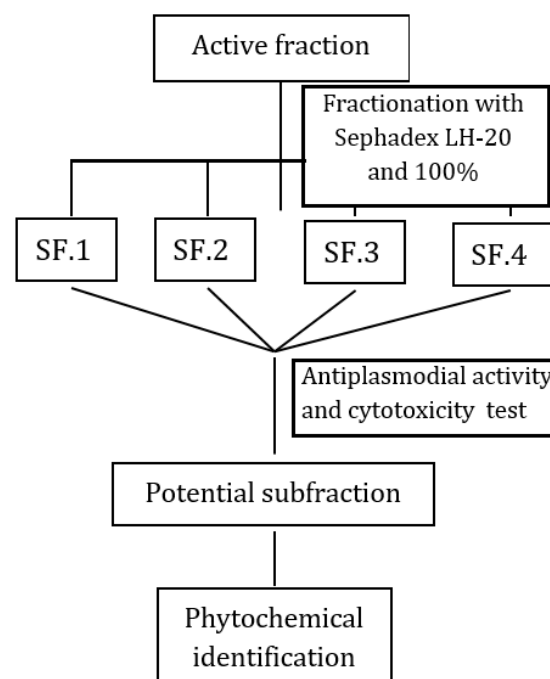 Active fraction
Fractionation with
Sephadex LH-20
and 100%
SF.1
SF.2
SF.3
SF.4
Antiplasmodial activity
and cytotoxicity test
Potential subfraction
Phytochemical
identification